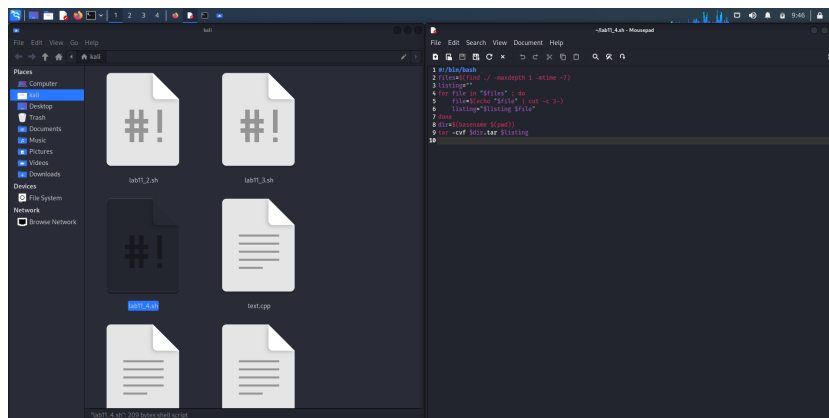 1 2 3 4
9:46
kali
File Edit View Go Help
kali
Places
Computer
kali
Desktop
Trash
Documents
Music
Pictures
Videos
Downloads
Devices
File System
Network
Browse Network
lab11_2.sh
lab11_3.sh
lab11_4.sh
text.cpp
"lab11_4.sh": 209 bytes shell script
~/lab11_4.sh - Mousepad
File Edit Search View Document Help
1 #!/bin/bash
2 files=$(find ./ -maxdepth 1 -mtime -7)
3 listing=""
4 for file in "$files" ; do
5 file=$(echo "$file" | cut -c 3-)
6 listing="$listing $file"
7 done
8 dir=$(basename $(pwd))
9 tar -cvf $dir.tar $listing
10